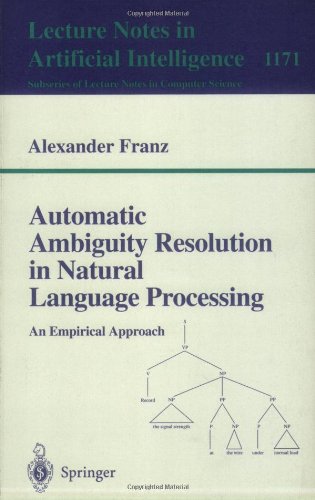 Lecture Notes in
Artificial Intelligence 1171
Subseries of Lecture Notes in Computer Science
Alexander Franz
Automatic
Ambiguity Resolution
in Natural
Language Processing
An Empirical Approach
S
VP
V NP
Record NP PP PP
the signal strength P NP P NP
at the wire under normal load
Springer